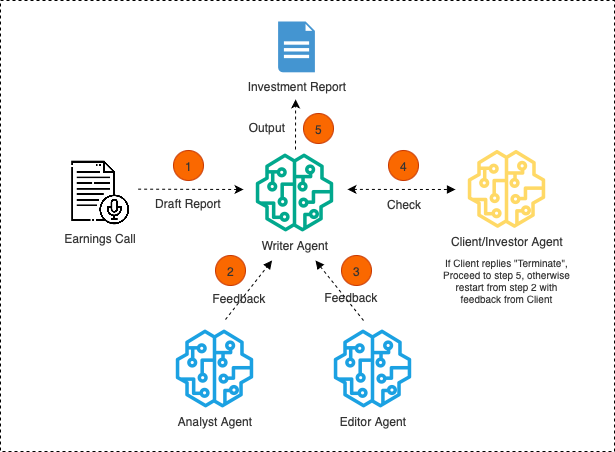 Investment Report
Output
5
1
4
Draft Report
Check
Earnings Call
Writer Agent
Client/Investor Agent
If Client replies "Terminate",
Proceed to step 5, otherwise
restart from step 2 with
feedback from Client
2
3
Feedback
Feedback
Analyst Agent
Editor Agent